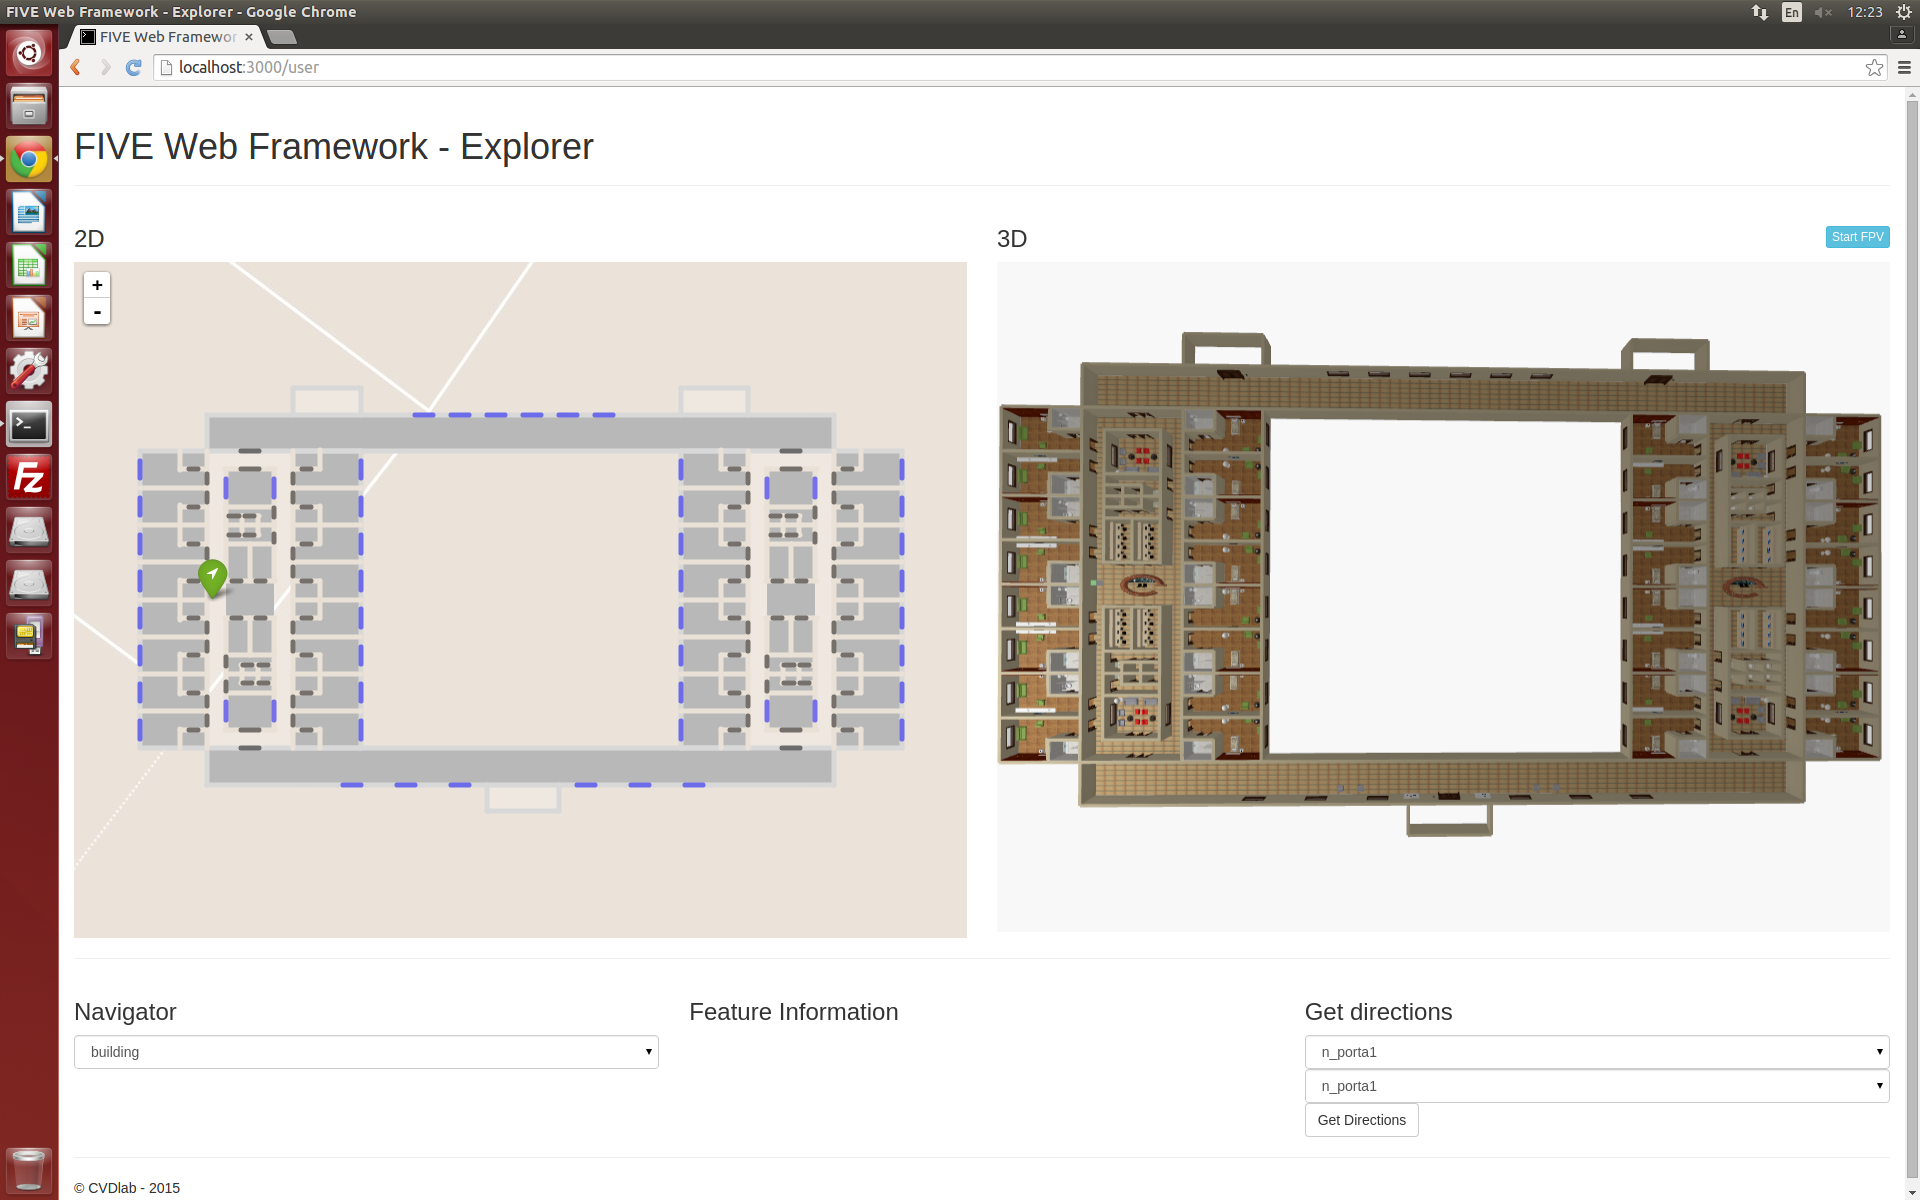 FIVE Web Framework - Explorer - Google Chrome
En
12:23
FIVE Web Framewor
localhost:3000/user
FIVE Web Framework - Explorer
2D
3D
Start FPV
+
-
Navigator
Feature Information
Get directions
building
n_porta1
n_porta1
Get Directions
© CVDlab - 2015